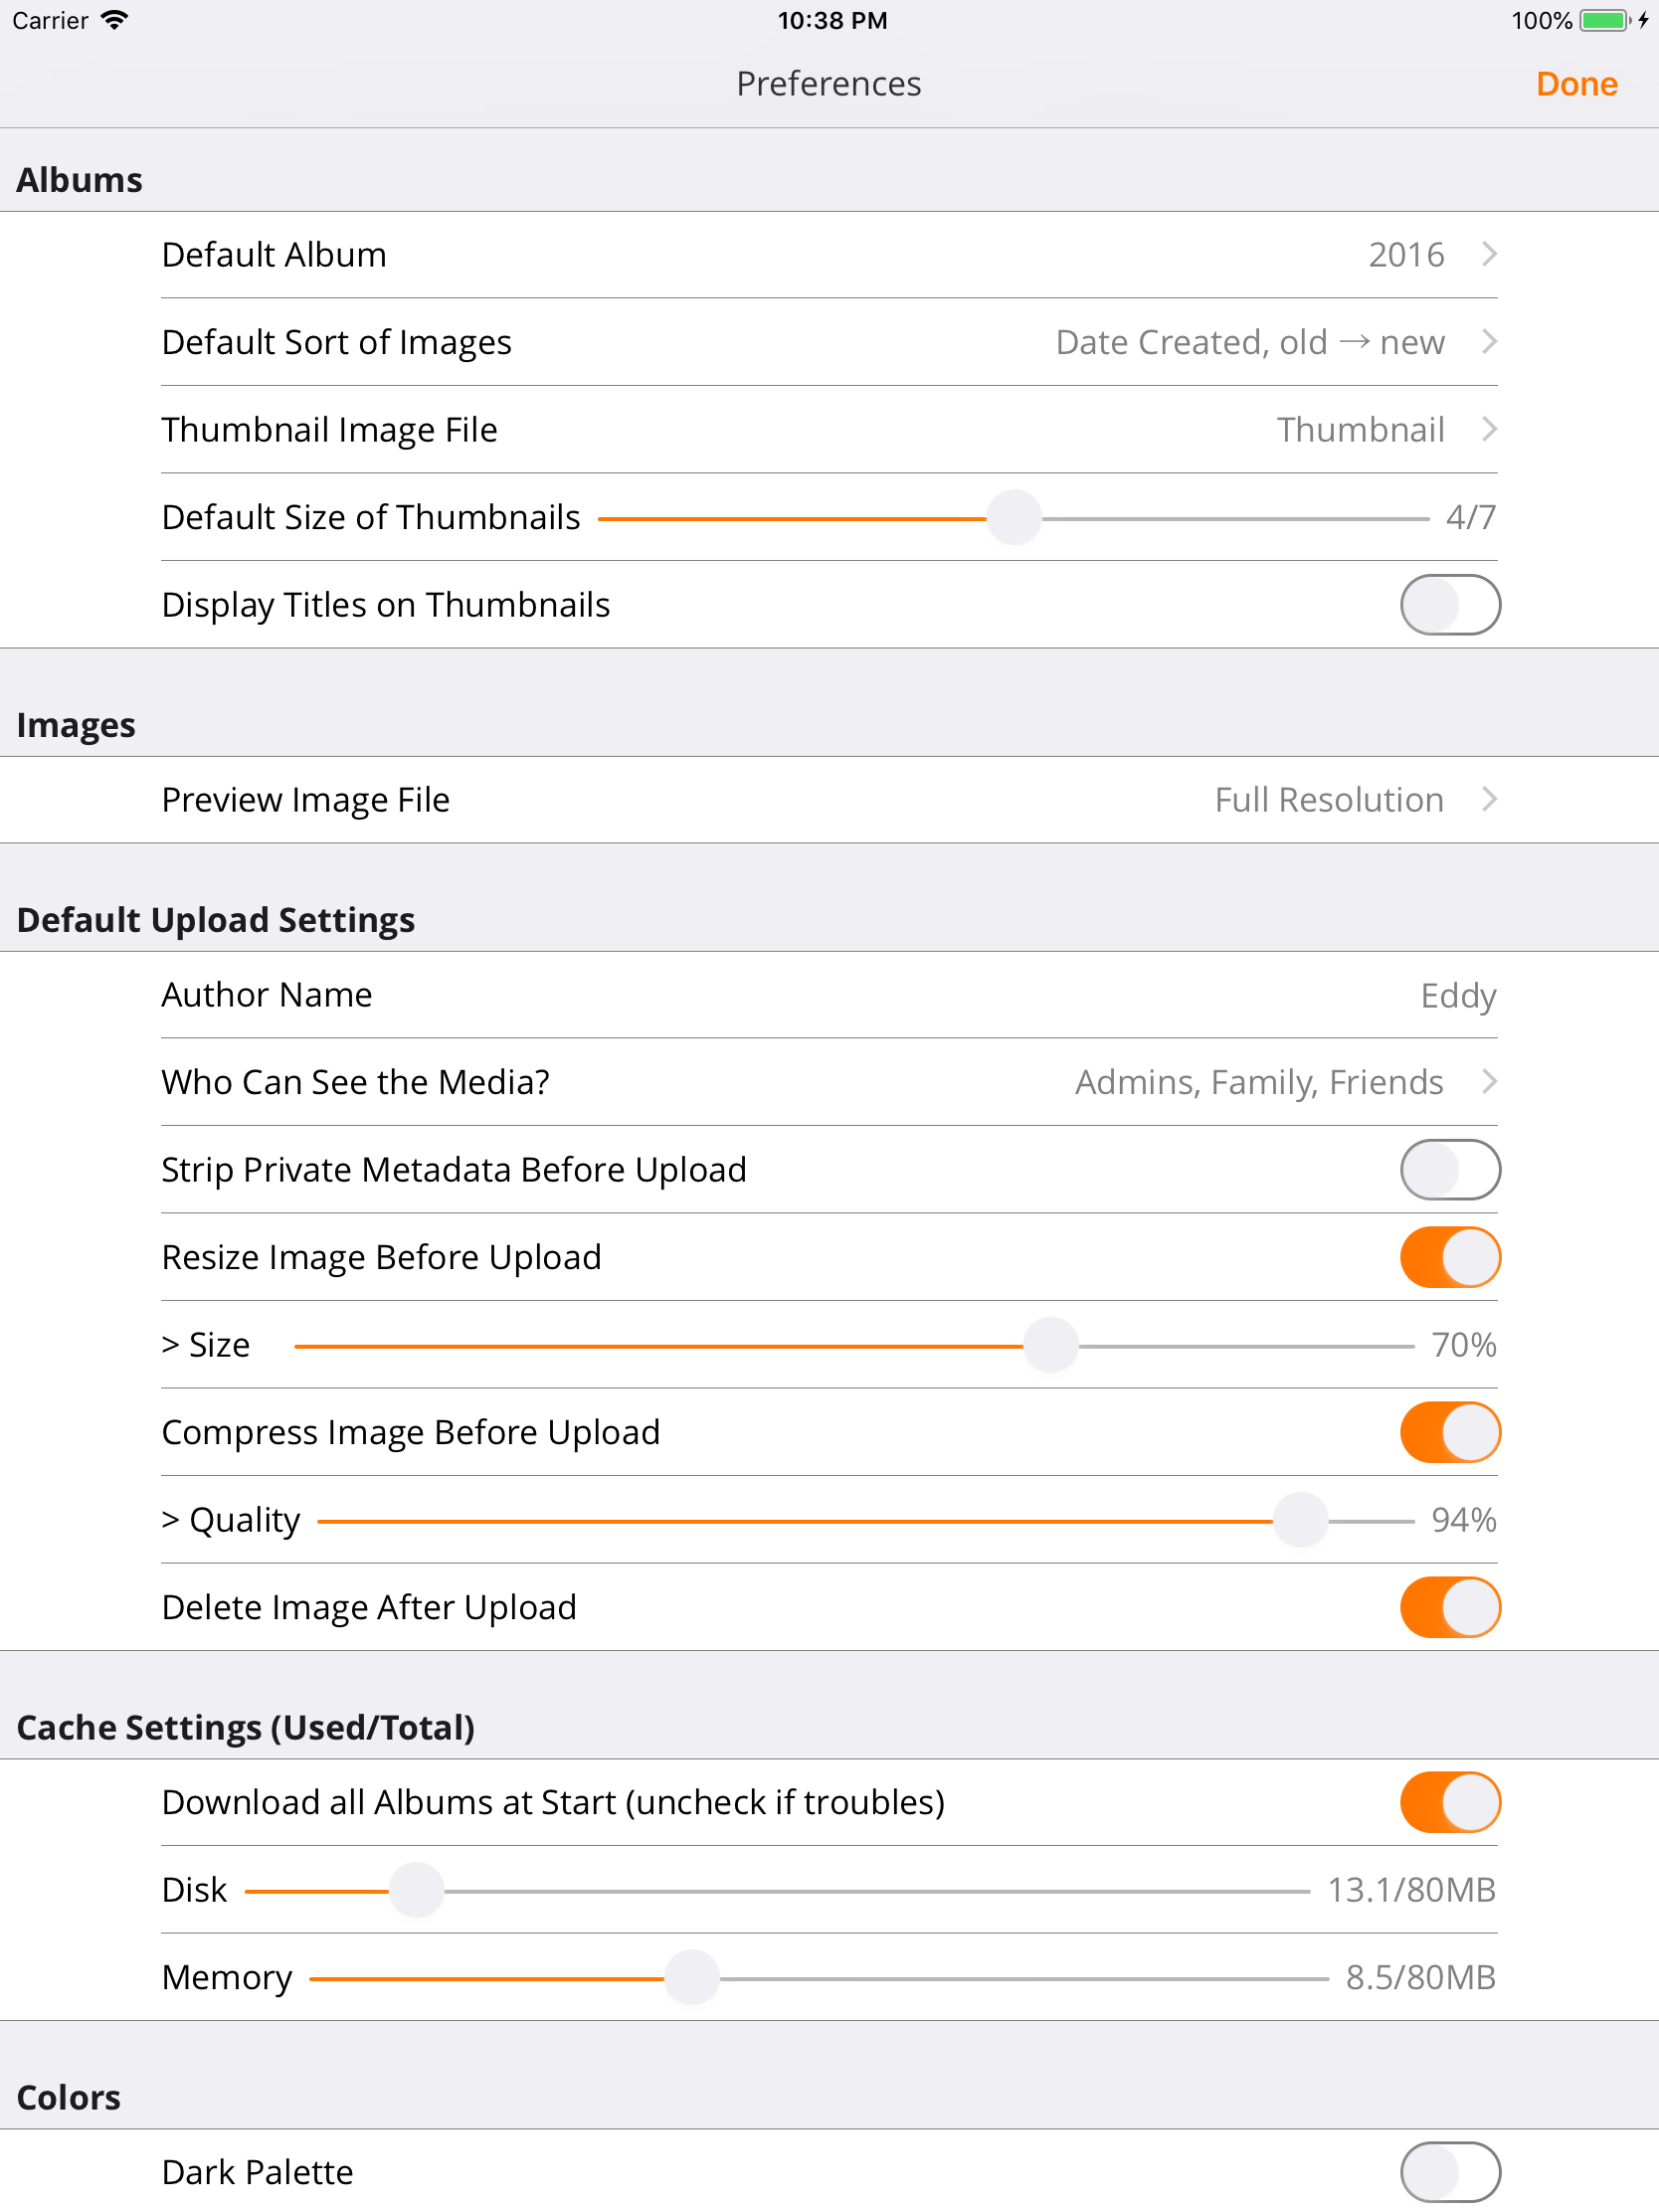 Carrier 10:38 PM 100%
Preferences Done
Albums
Default Album 2016
Default Sort of Images Date Created, old → new
Thumbnail Image File Thumbnail
Default Size of Thumbnails 4/7
Display Titles on Thumbnails
Images
Preview Image File Full Resolution
Default Upload Settings
Author Name Eddy
Who Can See the Media? Admins, Family, Friends
Strip Private Metadata Before Upload
Resize Image Before Upload
> Size 70%
Compress Image Before Upload
> Quality 94%
Delete Image After Upload
Cache Settings (Used/Total)
Download all Albums at Start (uncheck if troubles)
Disk 13.1/80MB
Memory 8.5/80MB
Colors
Dark Palette